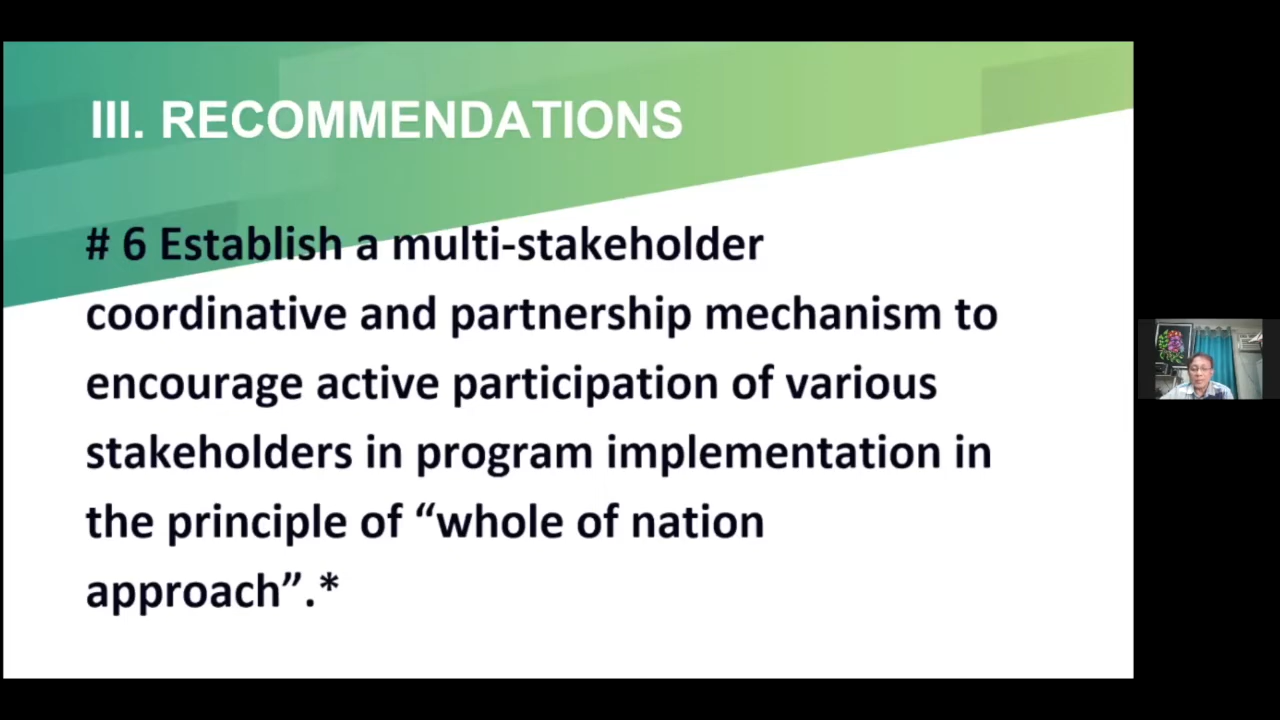 III. RECOMMENDATIONS
# 6 Establish a multi-stakeholder
coordinative and partnership mechanism to
encourage active participation of various
stakeholders in program implementation in
the principle of “whole of nation
approach”.*